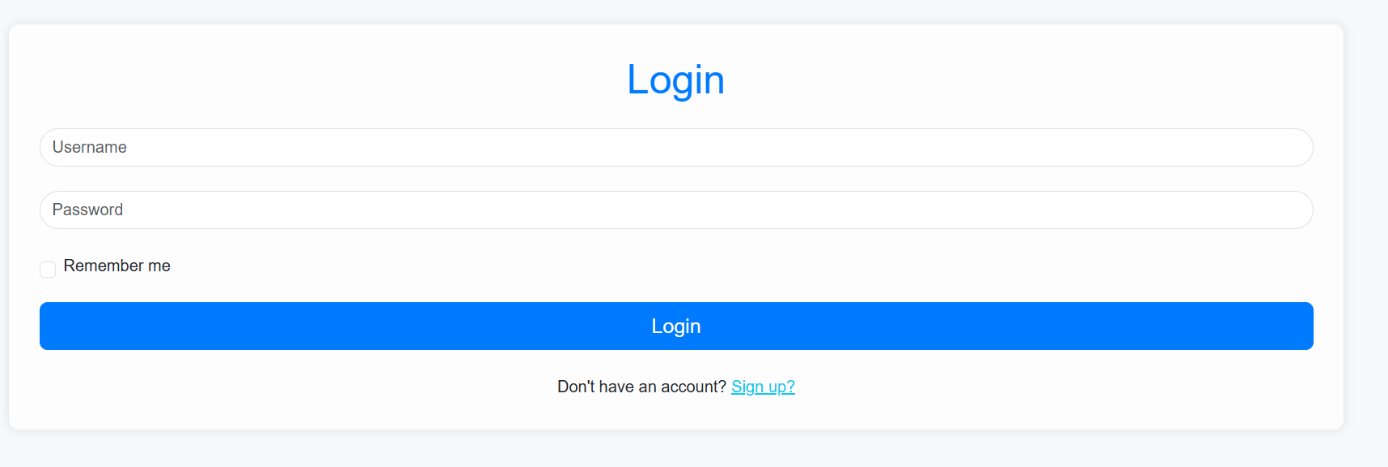 Login
Username
Password
Remember me
Login
Don't have an account? Sign up?